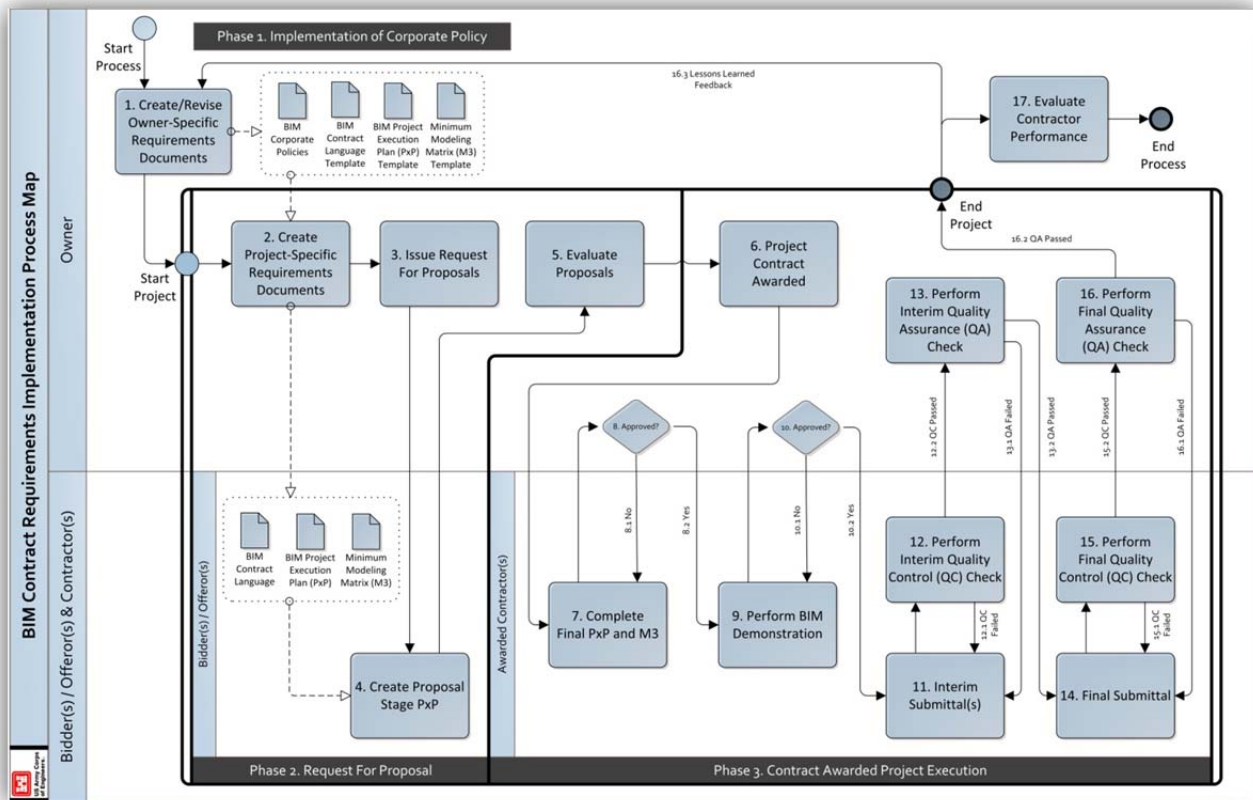 BIM Contract Requirements Implementation Process Map
US Army Corps
of Engineers
Owner
Bidder(s) / Offeror(s) & Contractor(s)
Phase 1. Implementation of Corporate Policy
Start
Process
1. Create/Revise
Owner-Specific
Requirements
Documents
BIM
Corporate
Policies
BIM
Contract
Language
Template
BIM Project
Execution
Plan (PxP)
Template
Minimum
Modeling
Matrix (M3)
Template
16.3 Lessons Learned
Feedback
17. Evaluate
Contractor
Performance
End
Process
Start
Project
2. Create
Project-Specific
Requirements
Documents
3. Issue Request
For Proposals
5. Evaluate
Proposals
6. Project
Contract
Awarded
End
Project
16.2 QA Passed
13. Perform
Interim Quality
Assurance (QA)
Check
16. Perform
Final Quality
Assurance
(QA) Check
8. Approved?
10. Approved?
8.1 No
8.2 Yes
10.1 No
10.2 Yes
12.2 QC Passed
13.1 QA Failed
13.2 QA Passed
15.2 QC Passed
16.1 QA Failed
Bidder(s) / Offeror(s)
BIM
Contract
Language
BIM Project
Execution
Plan (PxP)
Minimum
Modeling
Matrix (M3)
4. Create Proposal
Stage PxP
Awarded Contractor(s)
7. Complete
Final PxP and M3
9. Perform BIM
Demonstration
12. Perform
Interim Quality
Control (QC) Check
15. Perform
Final Quality
Control (QC) Check
12.1 QC
Failed
15.1 QC
Failed
11. Interim
Submittal(s)
14. Final Submittal
Phase 2. Request For Proposal
Phase 3. Contract Awarded Project Execution